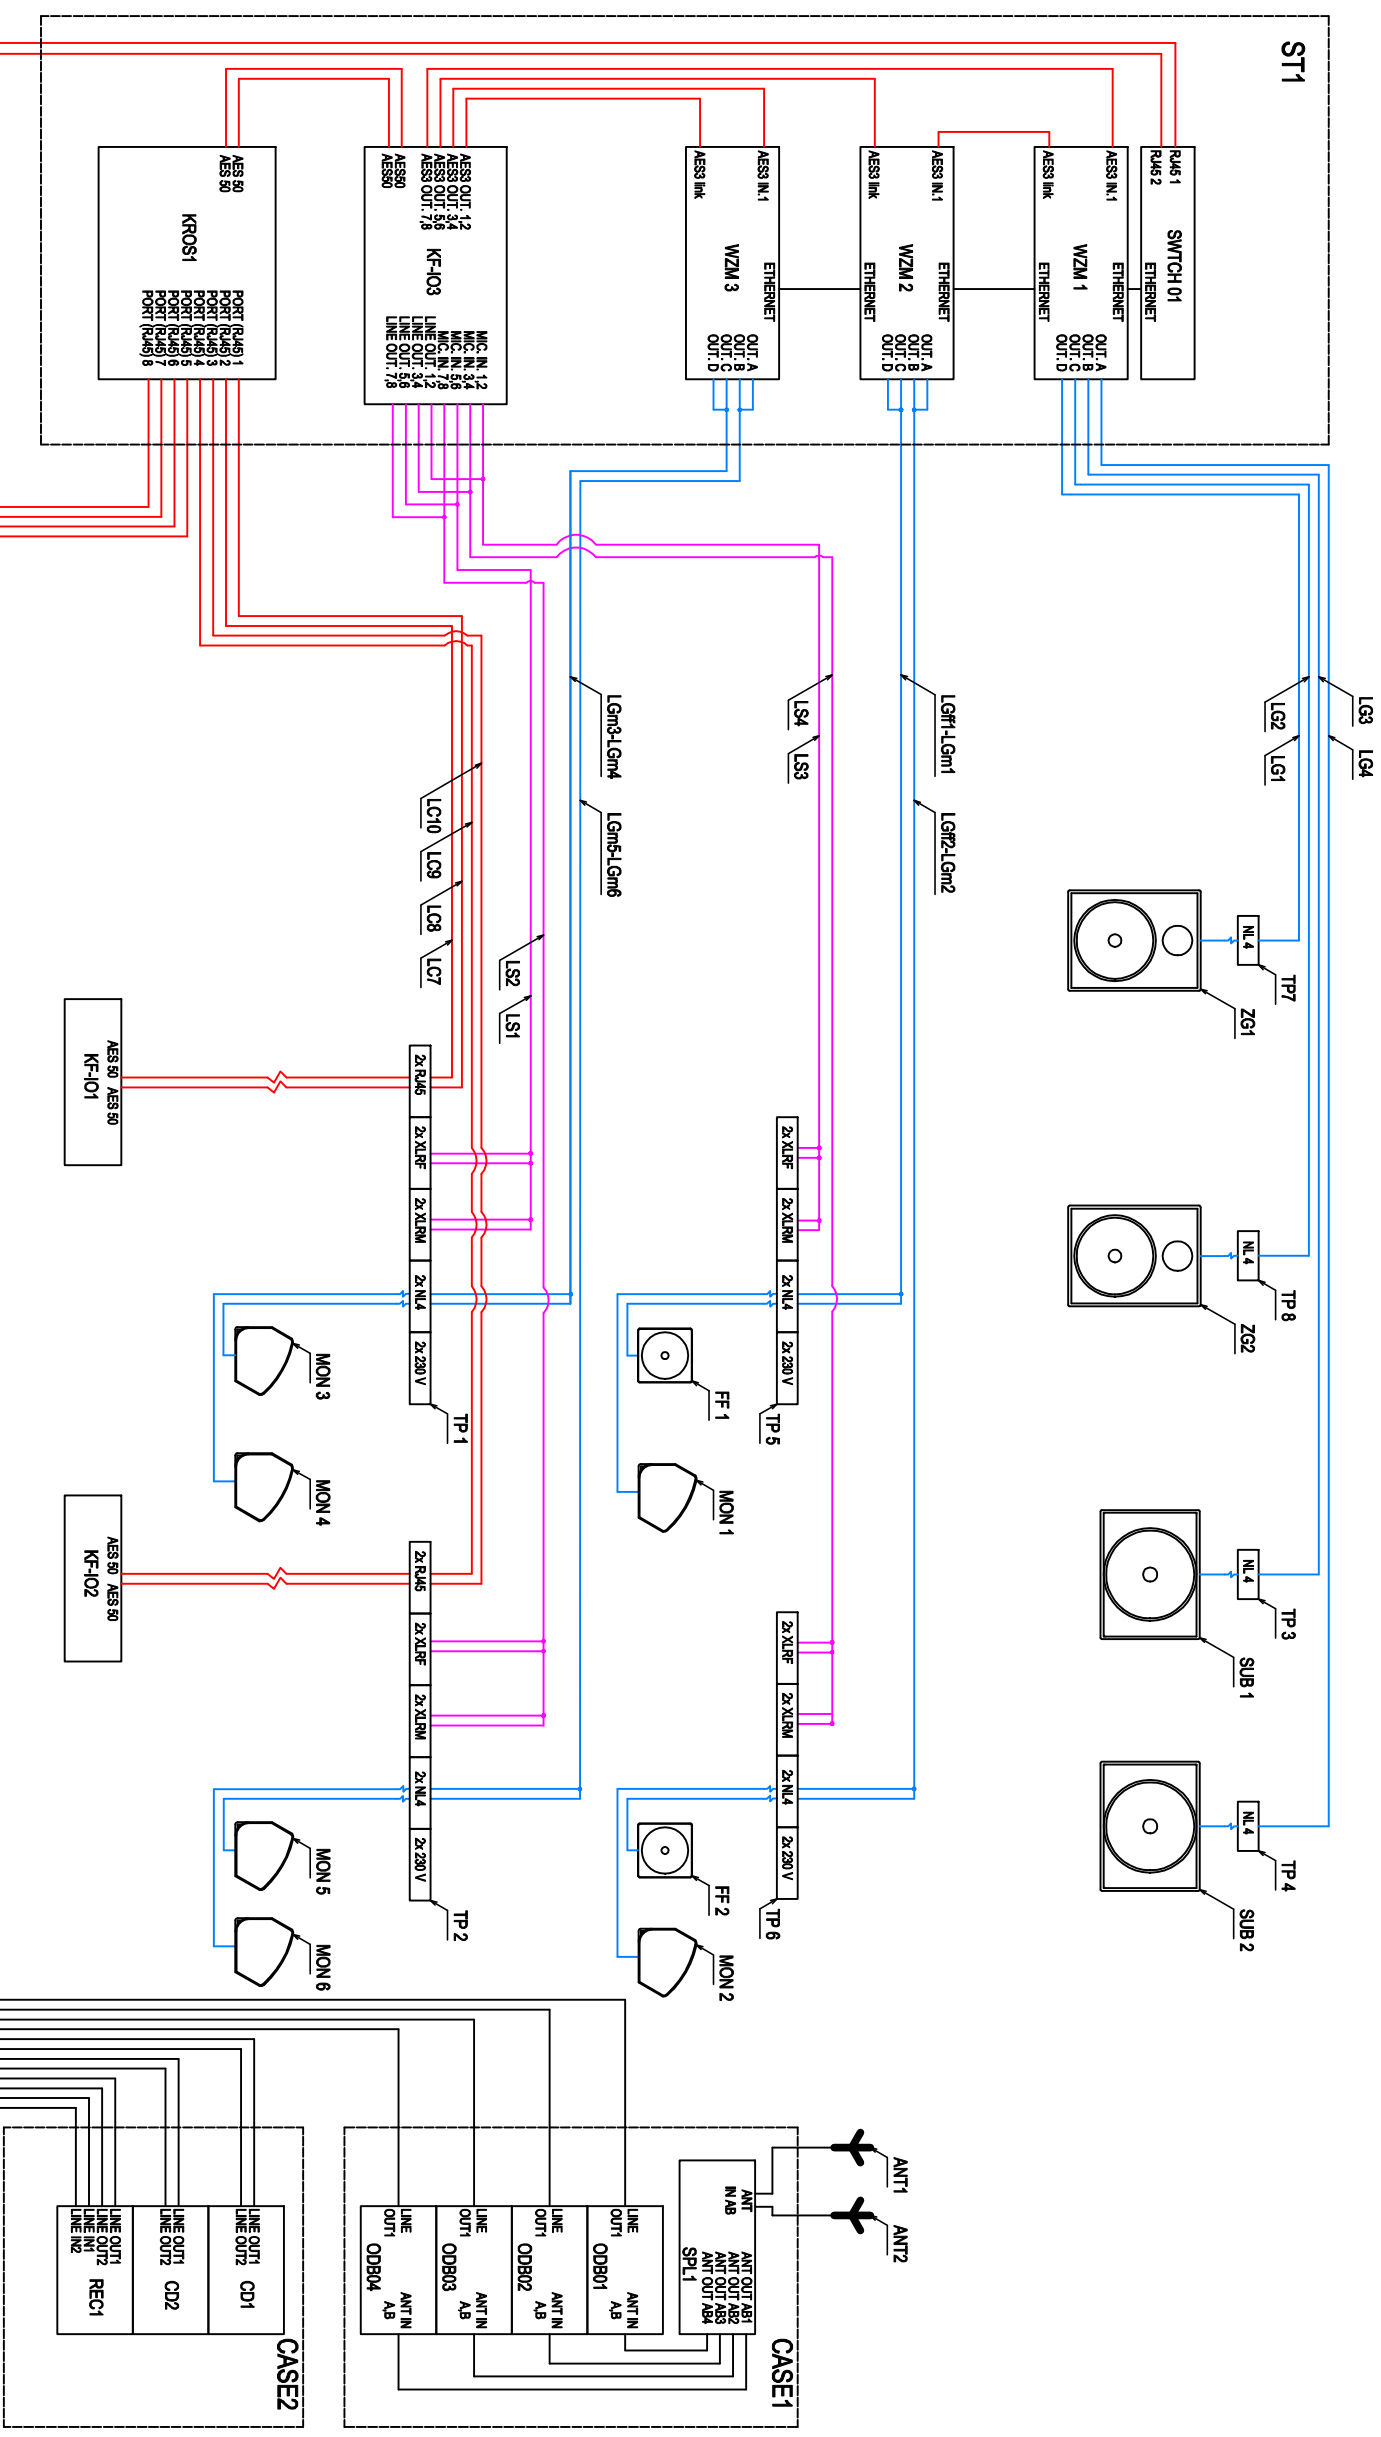 ST1
RJ45 1
RJ45 2
SWTCH 01
ETHERNET
AES3 IN.1
AES3 link
WZM 1
ETHERNET
ETHERNET
OUT. A
OUT. B
OUT. C
OUT. D
AES3 IN.1
AES3 link
WZM 2
ETHERNET
ETHERNET
OUT. A
OUT. B
OUT. C
OUT. D
AES3 IN.1
AES3 link
WZM 3
ETHERNET
OUT. A
OUT. B
OUT. C
OUT. D
AES3 OUT. 1,2
AES3 OUT. 3,4
AES3 OUT. 5,6
AES3 OUT. 7,8
AES50
AES50
KF-IO3
MIC. IN. 1,2
MIC. IN. 3,4
MIC. IN. 5,6
MIC. IN. 7,8
LINE OUT. 1,2
LINE OUT. 3,4
LINE OUT. 5,6
LINE OUT. 7,8
AES 50
AES 50
KROS1
PORT (RJ45) 1
PORT (RJ45) 2
PORT (RJ45) 3
PORT (RJ45) 4
PORT (RJ45) 5
PORT (RJ45) 6
PORT (RJ45) 7
PORT (RJ45) 8
LG3
LG4
LG2
LG1
LGff1-LGm1
LGff2-LGm2
LS4
LS3
LGm3-LGm4
LGm5-LGm6
LC10
LC9
LC8
LC7
LS2
LS1
NL 4
TP7
ZG1
NL 4
TP 8
ZG2
NL 4
TP 3
SUB 1
NL 4
TP 4
SUB 2
2x XLRF
2x XLRM
2x NL4
2x 230 V
TP 5
FF 1
MON 1
2x XLRF
2x XLRM
2x NL4
2x 230 V
TP 6
FF 2
MON 2
2x RJ45
2x XLRF
2x XLRM
2x NL4
2x 230 V
TP 1
MON 3
MON 4
2x RJ45
2x XLRF
2x XLRM
2x NL4
2x 230 V
TP 2
MON 5
MON 6
AES 50 AES 50
KF-IO1
AES 50 AES 50
KF-IO2
ANT1
ANT2
CASE1
ANT
IN AB
ANT OUT AB1
ANT OUT AB2
ANT OUT AB3
ANT OUT AB4
SPL1
LINE
OUT1
ODB01
ANT IN
A,B
LINE
OUT1
ODB02
ANT IN
A,B
LINE
OUT1
ODB03
ANT IN
A,B
LINE
OUT1
ODB04
ANT IN
A,B
CASE2
LINE OUT1
LINE OUT2
CD1
LINE OUT1
LINE OUT2
CD2
LINE OUT1
LINE OUT2
LINE IN1
LINE IN2
REC1